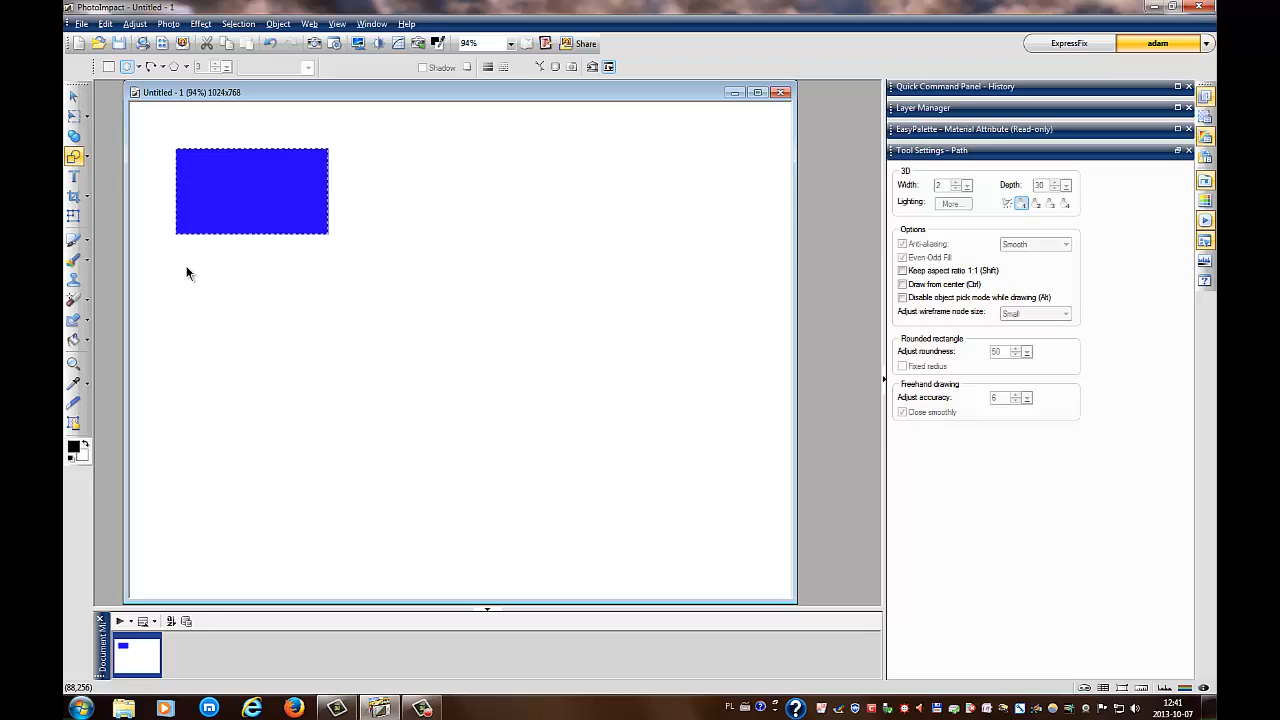 PhotoImpact - Untitled - 1
File Edit Adjust Photo Effect Selection Object Web View Window Help
94% Share ExpressFix adam
3 Shadow
Untitled - 1 (94%) 1024x768
Quick Command Panel - History
Layer Manager
EasyPalette - Material Attribute (Read-only)
Tool Settings - Path
3D
Width: 2 Depth: 30
Lighting: More... 1 2 3 4
Options
Anti-aliasing: Smooth
Even-Odd Fill
Keep aspect ratio 1:1 (Shift)
Draw from center (Ctrl)
Disable object pick mode while drawing (Alt)
Adjust wireframe node size: Small
Rounded rectangle
Adjust roundness: 50
Fixed radius
Freehand drawing
Adjust accuracy: 6
Close smoothly
(88,256)
PL 12:41
2013-10-07